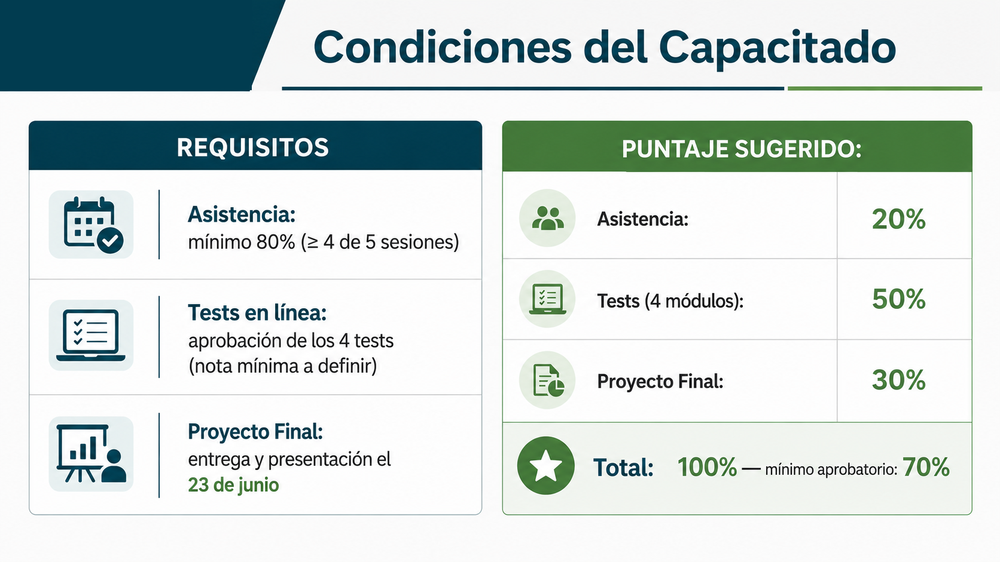 Condiciones del Capacitado
REQUISITOS
Asistencia:
mínimo 80% (≥ 4 de 5 sesiones)
Tests en línea:
aprobación de los 4 tests
(nota mínima a definir)
Proyecto Final:
entrega y presentación el
23 de junio
PUNTAJE SUGERIDO:
Asistencia: 20%
Tests (4 módulos): 50%
Proyecto Final: 30%
Total: 100% — mínimo aprobatorio: 70%